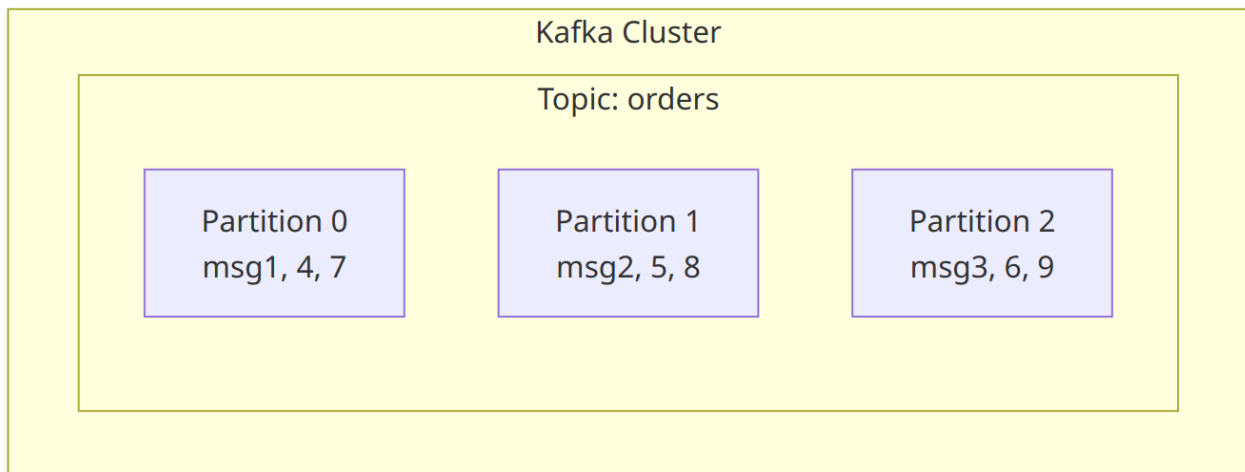 Kafka Cluster
Topic: orders
Partition 0
msg1, 4, 7
Partition 1
msg2, 5, 8
Partition 2
msg3, 6, 9